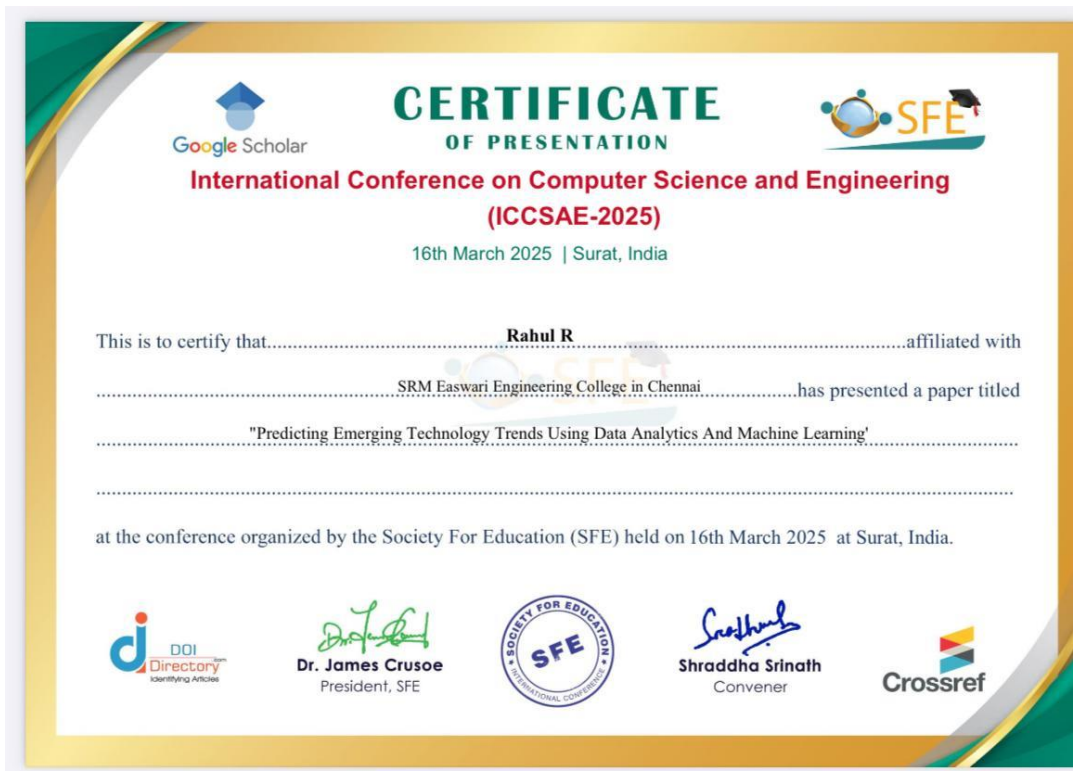 Google Scholar
CERTIFICATE
OF PRESENTATION
SFE
International Conference on Computer Science and Engineering
(ICCSAE-2025)
16th March 2025 | Surat, India
This is to certify that..........Rahul R..........affiliated with
..........SRM Easwari Engineering College in Chennai..........has presented a paper titled
"Predicting Emerging Technology Trends Using Data Analytics And Machine Learning'
at the conference organized by the Society For Education (SFE) held on 16th March 2025 at Surat, India.
DOI
Directory.com
Identifying Articles
Dr. James Crusoe
President, SFE
SOCIETY FOR EDUCATION
SFE
INTERNATIONAL CONFERENCE
Shraddha Srinath
Convener
Crossref